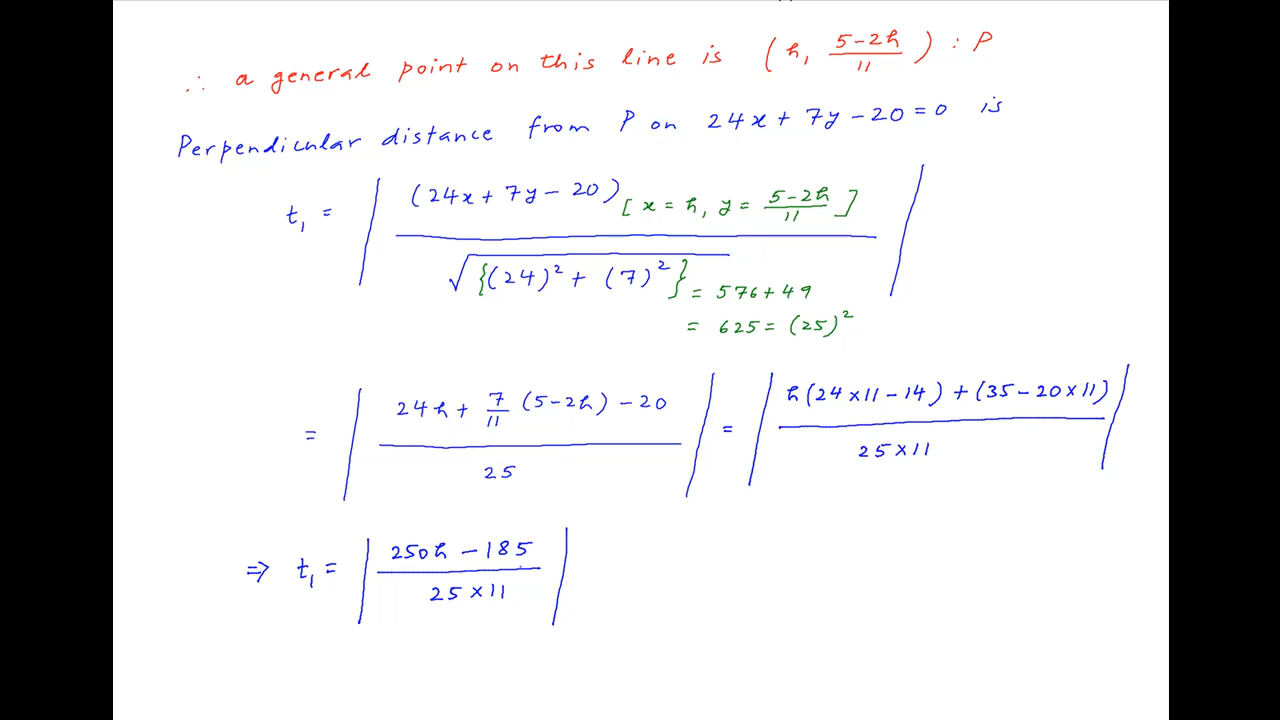 ∴ a general point on this line is (h, (5-2h)/11) : P
Perpendicular distance from P on 24x + 7y - 20 = 0 is
t₁ = | (24x + 7y - 20) [x = h, y = (5-2h)/11] / √{(24)² + (7)²} |
= 576 + 49
= 625 = (25)²
= | (24h + 7/11 (5-2h) - 20) / 25 | = | (h(24×11-14) + (35-20×11)) / (25×11) |
⇒ t₁ = | (250h - 185) / (25×11) |